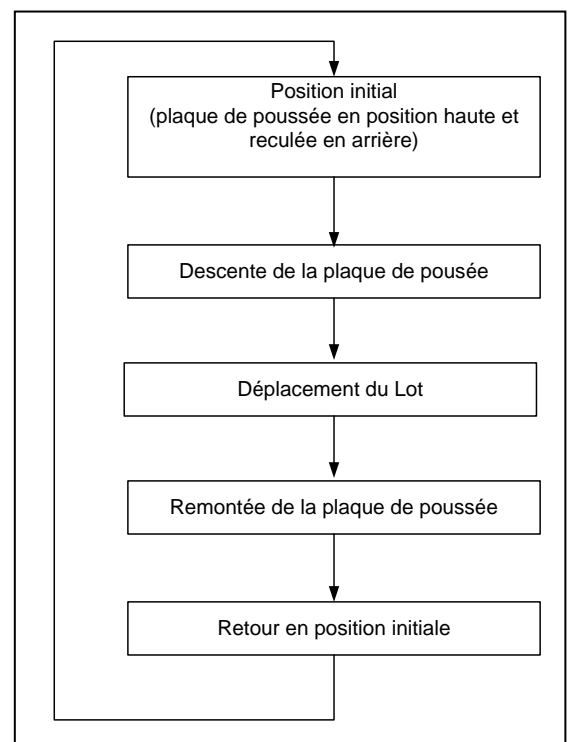 Position initial
(plaque de poussée en position haute et
reculée en arrière)
Descente de la plaque de pousée
Déplacement du Lot
Remontée de la plaque de poussée
Retour en position initiale